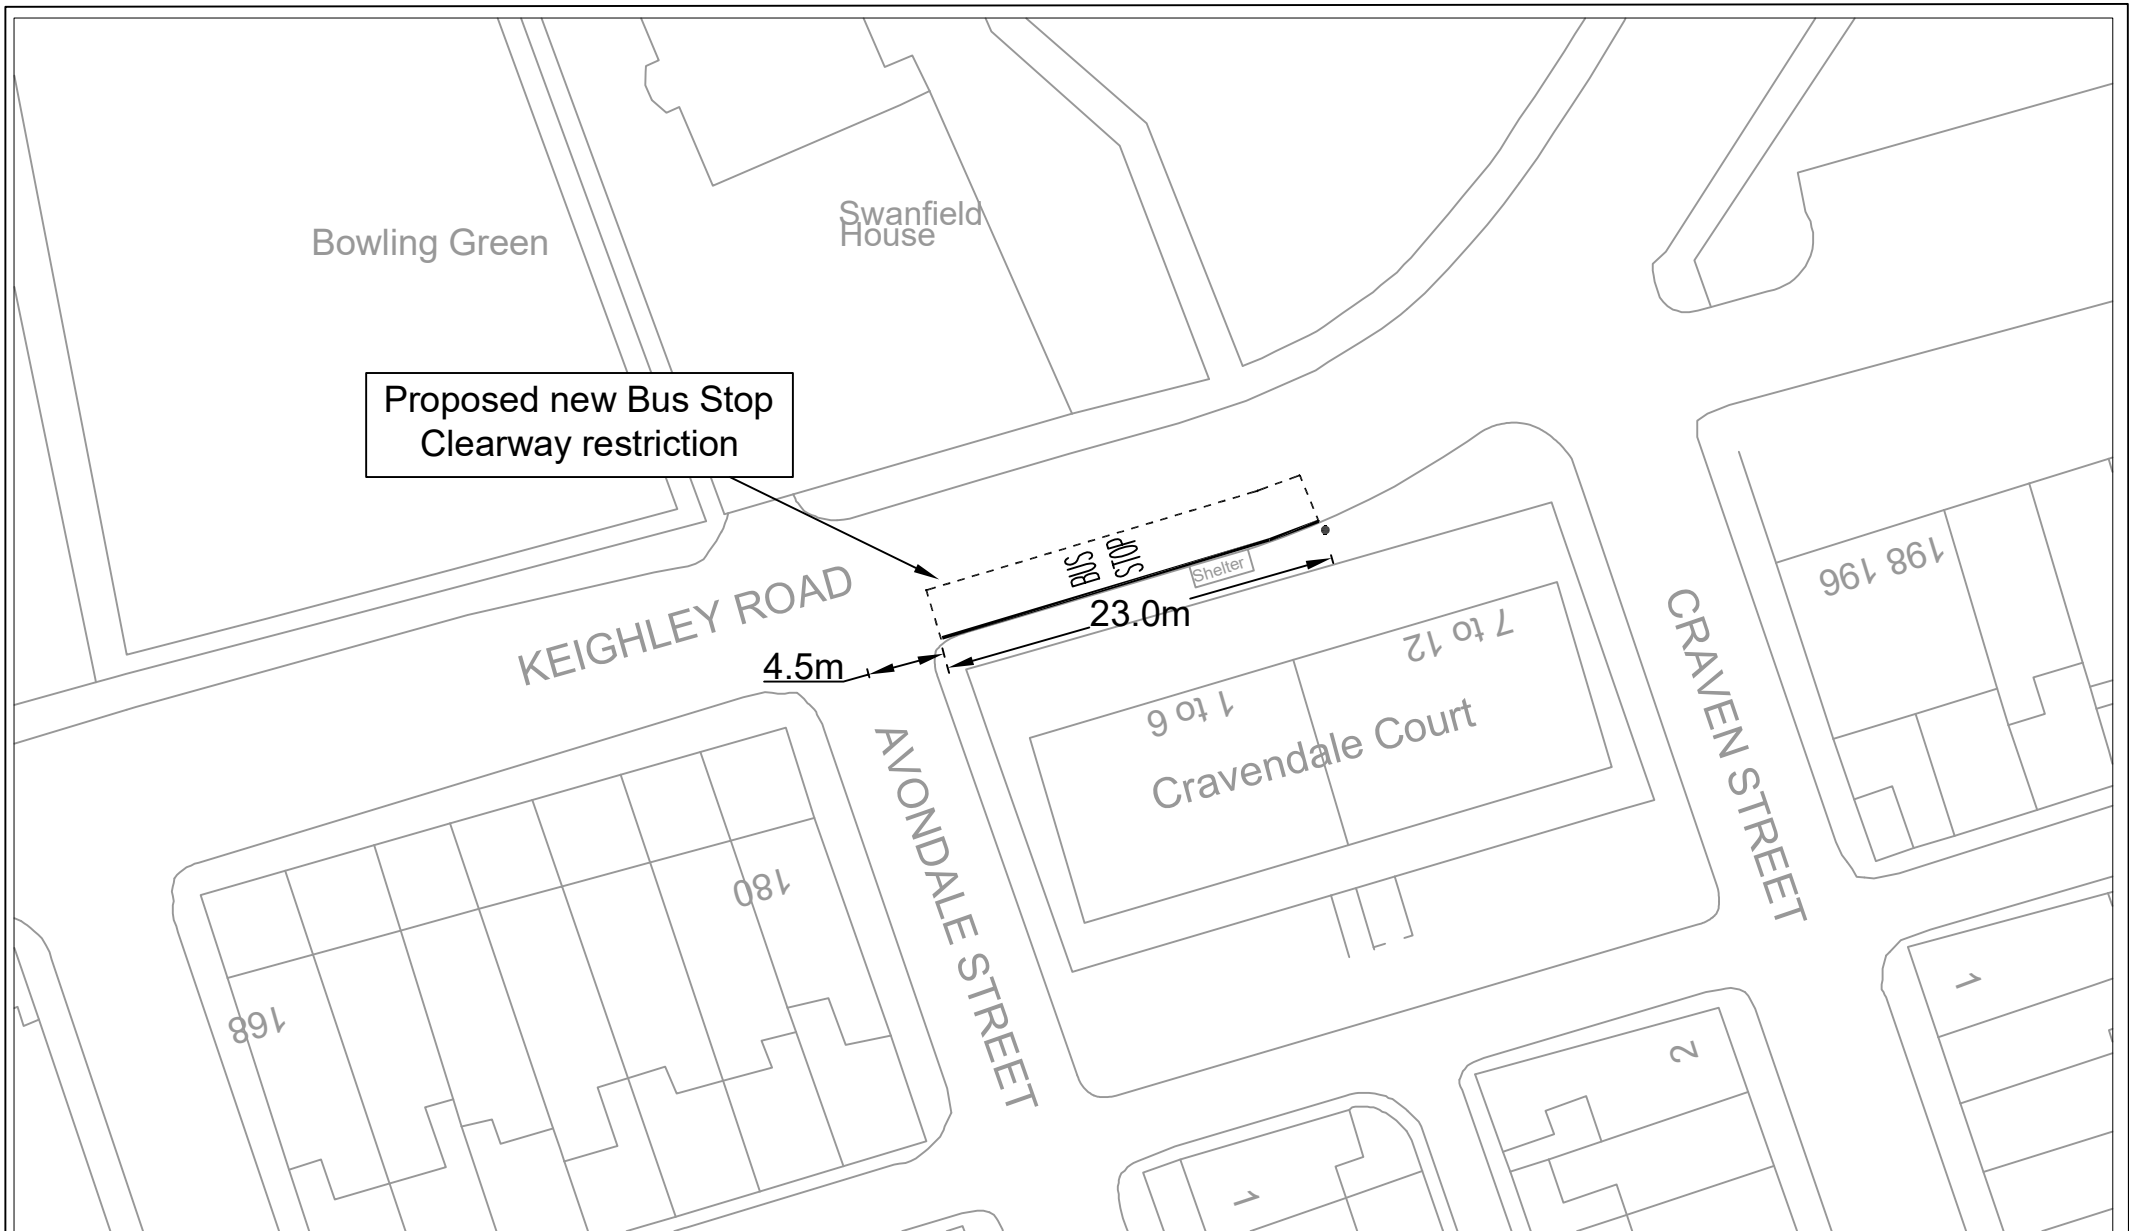 Swanfield
House
Bowling Green
Proposed new Bus Stop
Clearway restriction
BUS
STOP
Shelter
KEIGHLEY ROAD
23.0m
4.5m
7 to 12
1 to 6
Cravendale Court
198 196
CRAVEN STREET
AVONDALE STREET
180
168
1
2
1